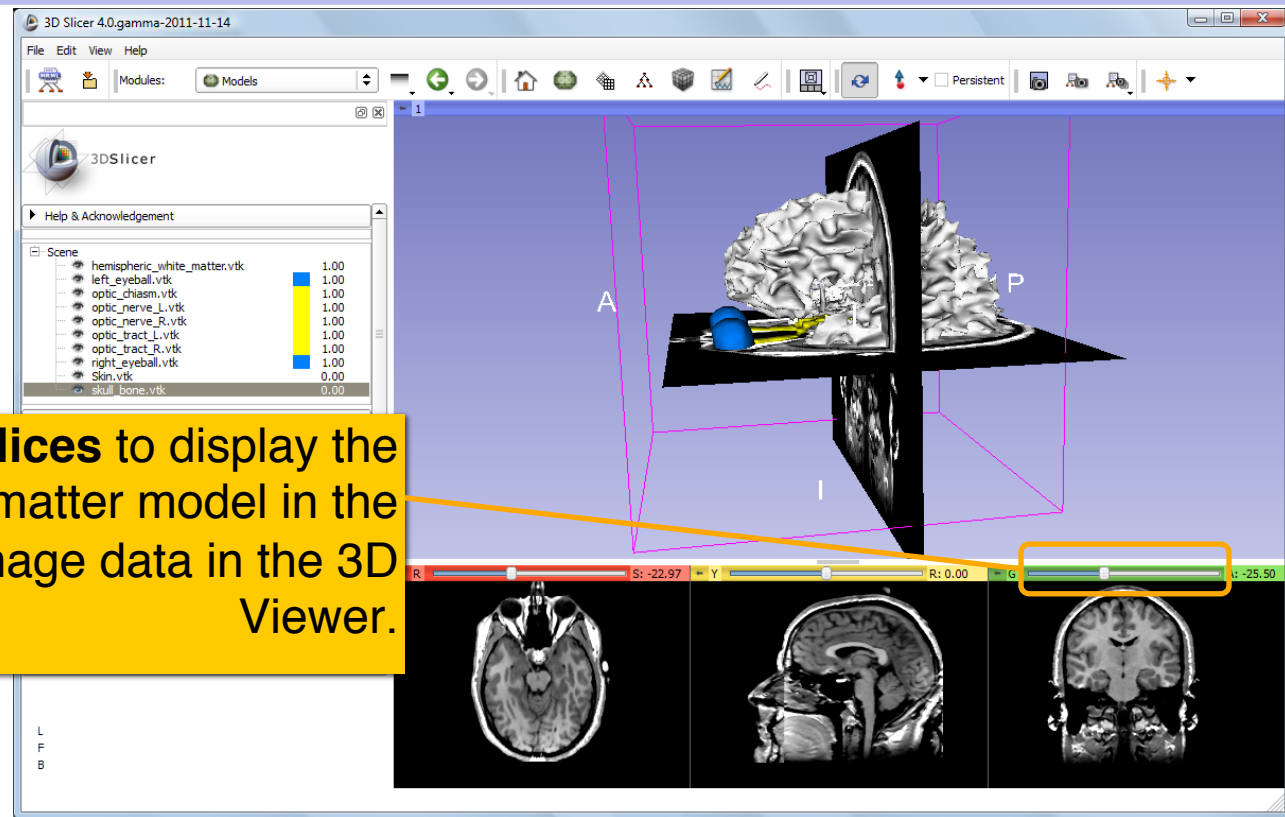 3D Slicer 4.0.gamma-2011-11-14
File Edit View Help
Modules: Models Persistent
1
3DSlicer
Help & Acknowledgement
Scene
hemispheric_white_matter.vtk 1.00
left_eyeball.vtk 1.00
optic_chiasm.vtk 1.00
optic_nerve_L.vtk 1.00
optic_nerve_R.vtk 1.00
optic_tract_L.vtk 1.00
optic_tract_R.vtk 1.00
right_eyeball.vtk 1.00
Skin.vtk 0.00
skull_bone.vtk 0.00
A
P
L
I
lices to display the
matter model in the
nage data in the 3D
Viewer.
R S: -22.97 Y R: 0.00 G A: -25.50
L
F
B